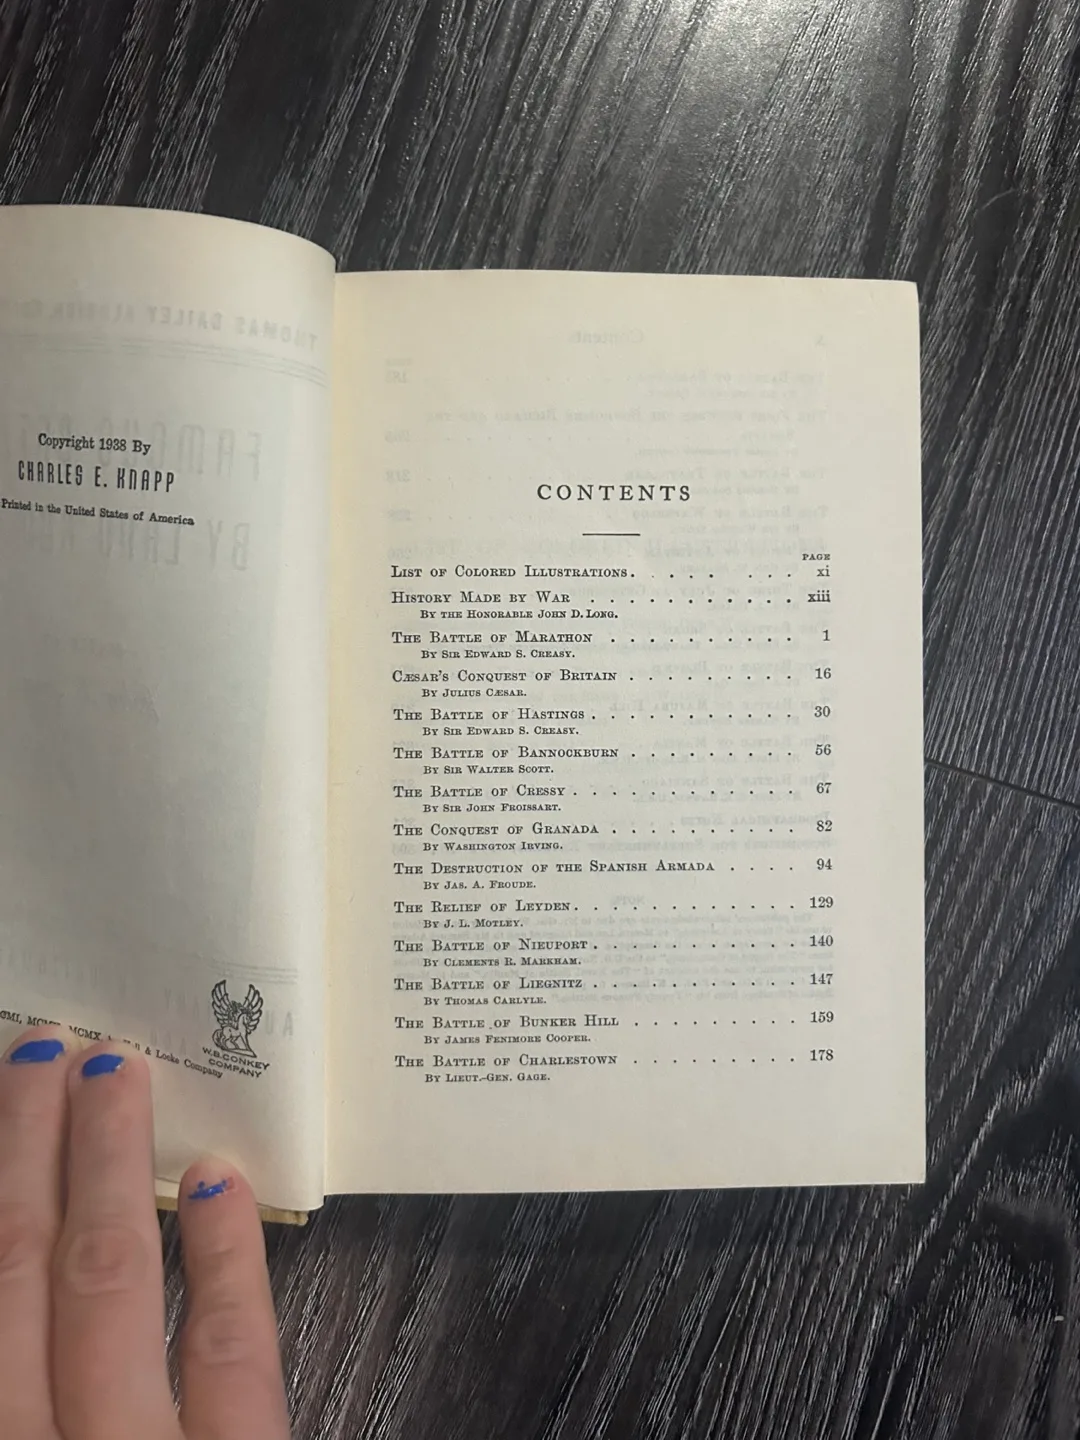 Copyright 1938 By
CHARLES E. KNAPP
Printed in the United States of America
W.B. CONKEY
COMPANY
MCMX, & Locke Company
CONTENTS
PAGE
LIST OF COLORED ILLUSTRATIONS. . . . . . . . xi
HISTORY MADE BY WAR . . . . . . . . . . . xiii
BY THE HONORABLE JOHN D. LONG.
THE BATTLE OF MARATHON . . . . . . . . . . 1
BY SIR EDWARD S. CREASY.
CÆSAR'S CONQUEST OF BRITAIN . . . . . . . . . 16
BY JULIUS CÆSAR.
THE BATTLE OF HASTINGS . . . . . . . . . . . 30
BY SIR EDWARD S. CREASY.
THE BATTLE OF BANNOCKBURN . . . . . . . . . 56
BY SIR WALTER SCOTT.
THE BATTLE OF CRESSY . . . . . . . . . . . . 67
BY SIR JOHN FROISSART.
THE CONQUEST OF GRANADA . . . . . . . . . . 82
BY WASHINGTON IRVING.
THE DESTRUCTION OF THE SPANISH ARMADA . . . . 94
BY JAS. A. FROUDE.
THE RELIEF OF LEYDEN . . . . . . . . . . . . 129
BY J. L. MOTLEY.
THE BATTLE OF NIEUPORT . . . . . . . . . . . 140
BY CLEMENTS R. MARKHAM.
THE BATTLE OF LIEGNITZ . . . . . . . . . . . 147
BY THOMAS CARLYLE.
THE BATTLE OF BUNKER HILL . . . . . . . . . 159
BY JAMES FENIMORE COOPER.
THE BATTLE OF CHARLESTOWN . . . . . . . . . 178
BY LIEUT.-GEN. GAGE.